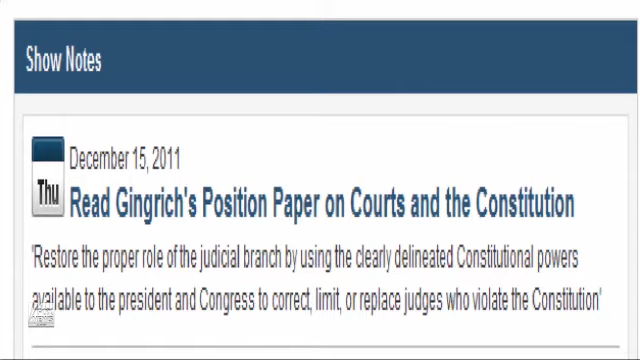 Show Notes
Thu
December 15, 2011
Read Gingrich's Position Paper on Courts and the Constitution
'Restore the proper role of the judicial branch by using the clearly delineated Constitutional powers
available to the president and Congress to correct, limit, or replace judges who violate the Constitution'